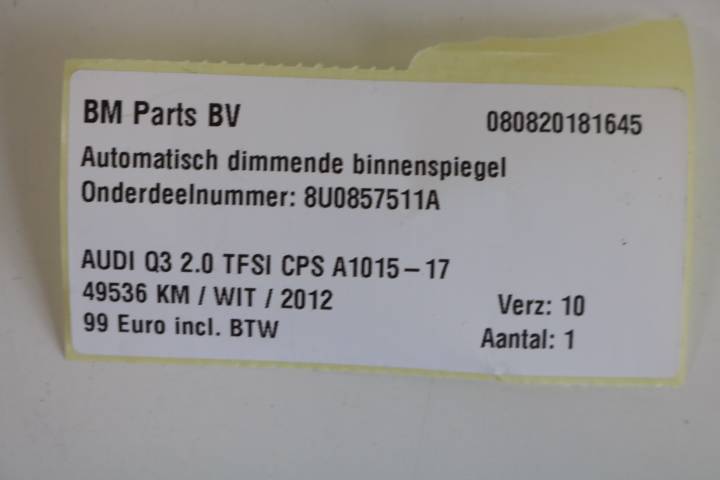 BM Parts BV 080820181645
Automatisch dimmende binnenspiegel
Onderdeelnummer: 8U0857511A
AUDI Q3 2.0 TFSI CPS A1015-17
49536 KM / WIT / 2012 Verz: 10
99 Euro incl. BTW Aantal: 1